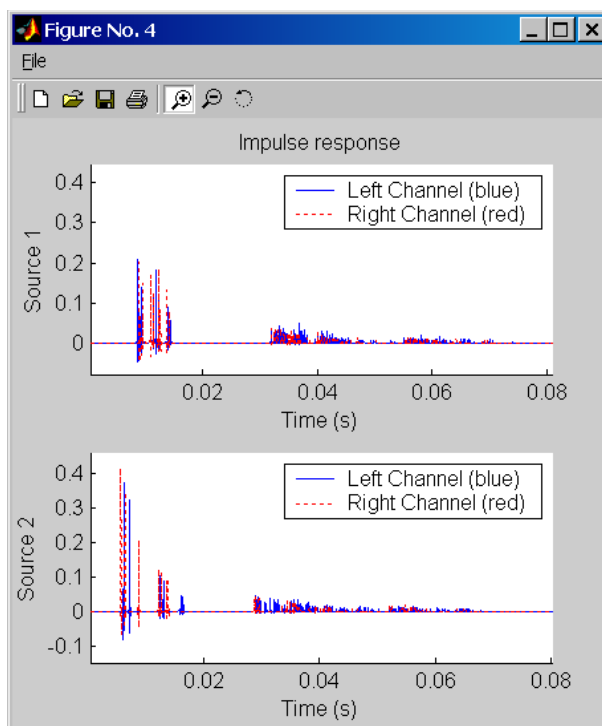 Figure No. 4
File
Impulse response
0.4
0.3
0.2
0.1
0
Source 1
Left Channel (blue)
Right Channel (red)
0.02
0.04
0.06
0.08
Time (s)
0.4
0.3
0.2
0.1
0
-0.1
Source 2
Left Channel (blue)
Right Channel (red)
0.02
0.04
0.06
0.08
Time (s)